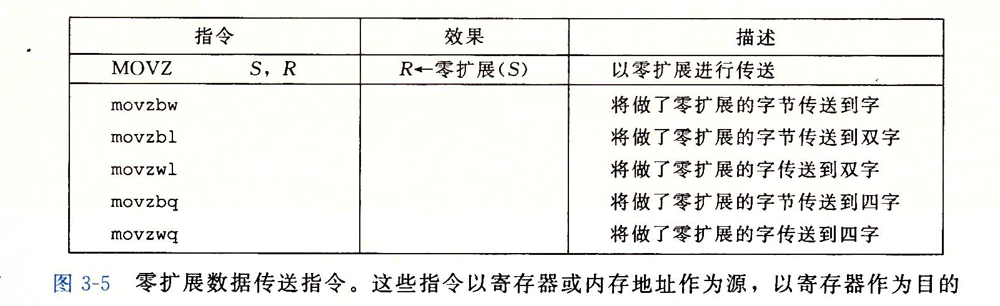 指令 效果 描述
MOVZ S, R R←零扩展(S) 以零扩展进行传送
movzbw 将做了零扩展的字节传送到字
movzbl 将做了零扩展的字节传送到双字
movzwl 将做了零扩展的字传送到双字
movzbq 将做了零扩展的字节传送到四字
movzwq 将做了零扩展的字传送到四字
图 3-5 零扩展数据传送指令。这些指令以寄存器或内存地址作为源，以寄存器作为目的